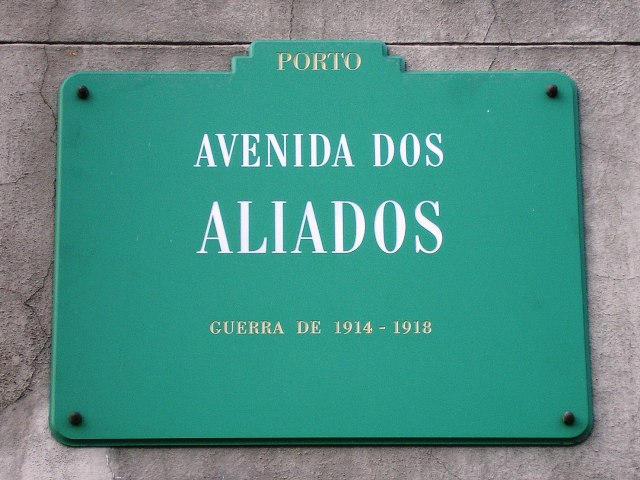 PORTO
AVENIDA DOS
ALIADOS
GUERRA DE 1914 - 1918